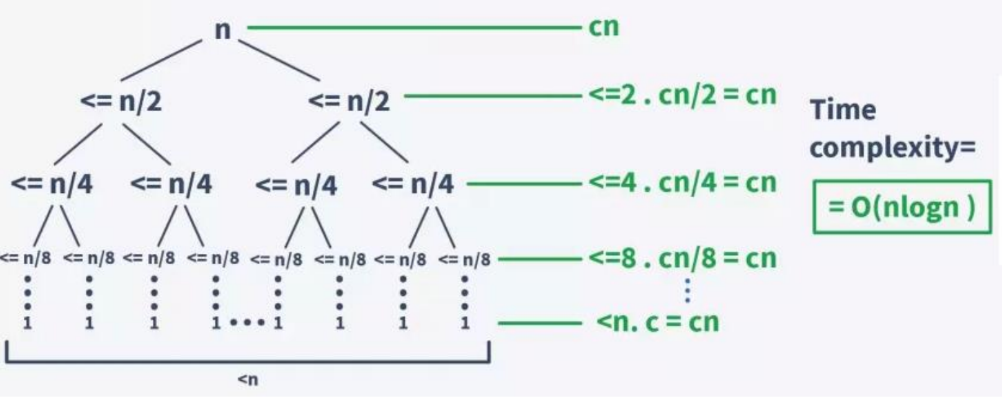 n cn
<= n/2 <= n/2 <=2 . cn/2 = cn
Time
complexity=
<= n/4 <= n/4 <= n/4 <= n/4 <=4 . cn/4 = cn
= O(nlogn )
<= n/8 <= n/8 <= n/8 <= n/8 <= n/8 <= n/8 <= n/8 <= n/8 <=8 . cn/8 = cn
1 1 1 1 1 1 1 1 <n. c = cn
<n